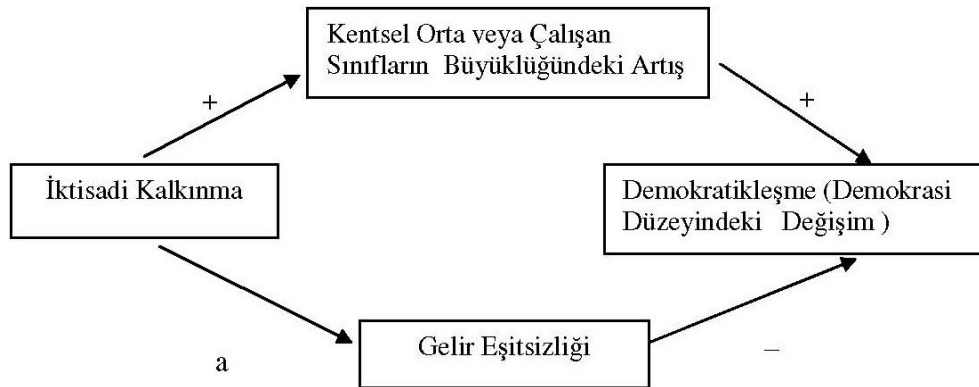 Kentsel Orta veya Çalışan
Sınıfların Büyüklüğündeki Artış
+
+
İktisadi Kalkınma
Demokratikleşme (Demokrasi
Düzeyindeki Değişim )
Gelir Eşitsizliği
a
–